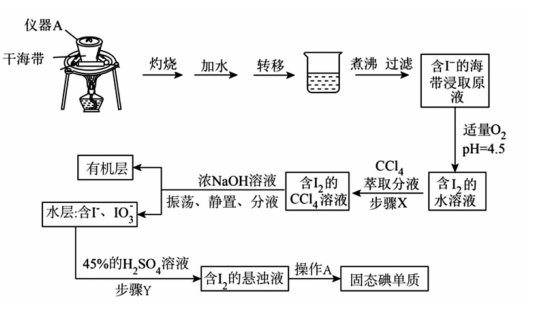 仪器A
干海带
灼烧
加水
转移
煮沸 过滤
含I⁻的海
带浸取原
液
适量O₂
pH=4.5
含I₂的
水溶液
CCl₄
萃取分液
步骤X
含I₂的
CCl₄溶液
浓NaOH溶液
振荡、静置、分液
有机层
水层:含I⁻、IO₃⁻
45%的H₂SO₄溶液
步骤Y
含I₂的悬浊液
操作A
固态碘单质